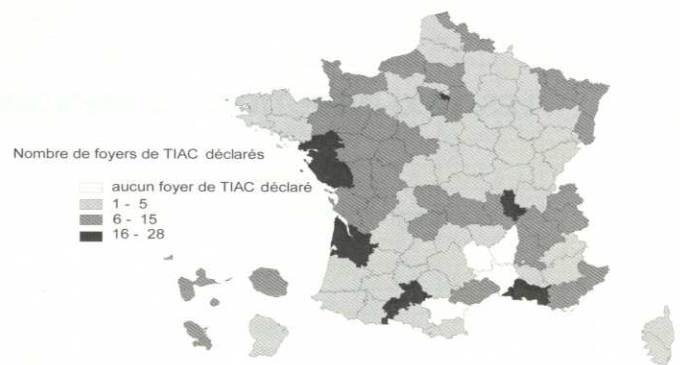 Nombre de foyers de TIAC déclarés
aucun foyer de TIAC déclaré
1 - 5
6 - 15
16 - 28